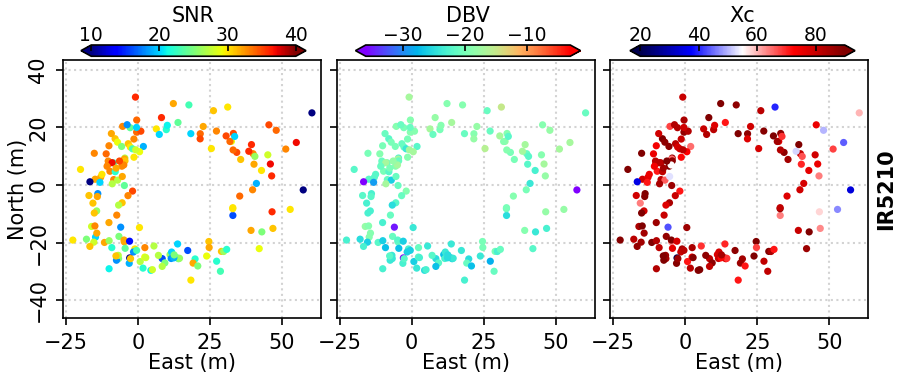 SNR DBV Xc
10 20 30 40 −30 −20 −10 20 40 60 80
40
20
0
−20
−40
North (m)
−25 0 25 50 −25 0 25 50 −25 0 25 50
East (m) East (m) East (m)
IR5210